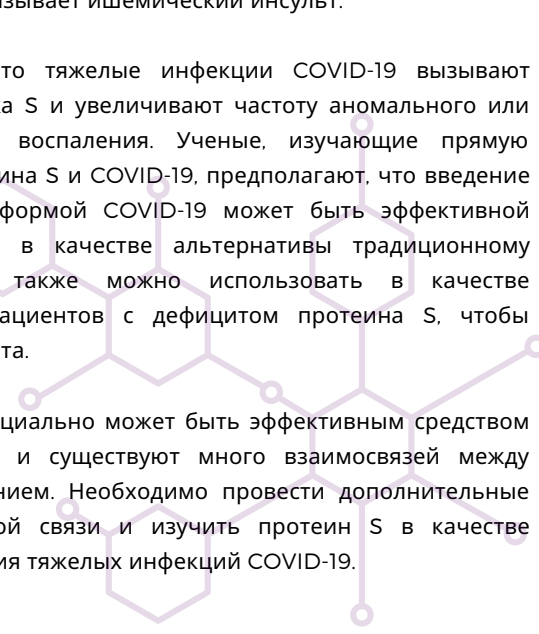 зывает ишемический инсульт.
то тяжелые инфекции COVID-19 вызывают
ка S и увеличивают частоту аномального или
воспаления. Ученые, изучающие прямую
ина S и COVID-19, предполагают, что введение
формой COVID-19 может быть эффективной
в качестве альтернативы традиционному
также можно использовать в качестве
ациентов с дефицитом протеина S, чтобы
та.
циально может быть эффективным средством
и существуют много взаимосвязей между
нием. Необходимо провести дополнительные
ой связи и изучить протеин S в качестве
ия тяжелых инфекций COVID-19.